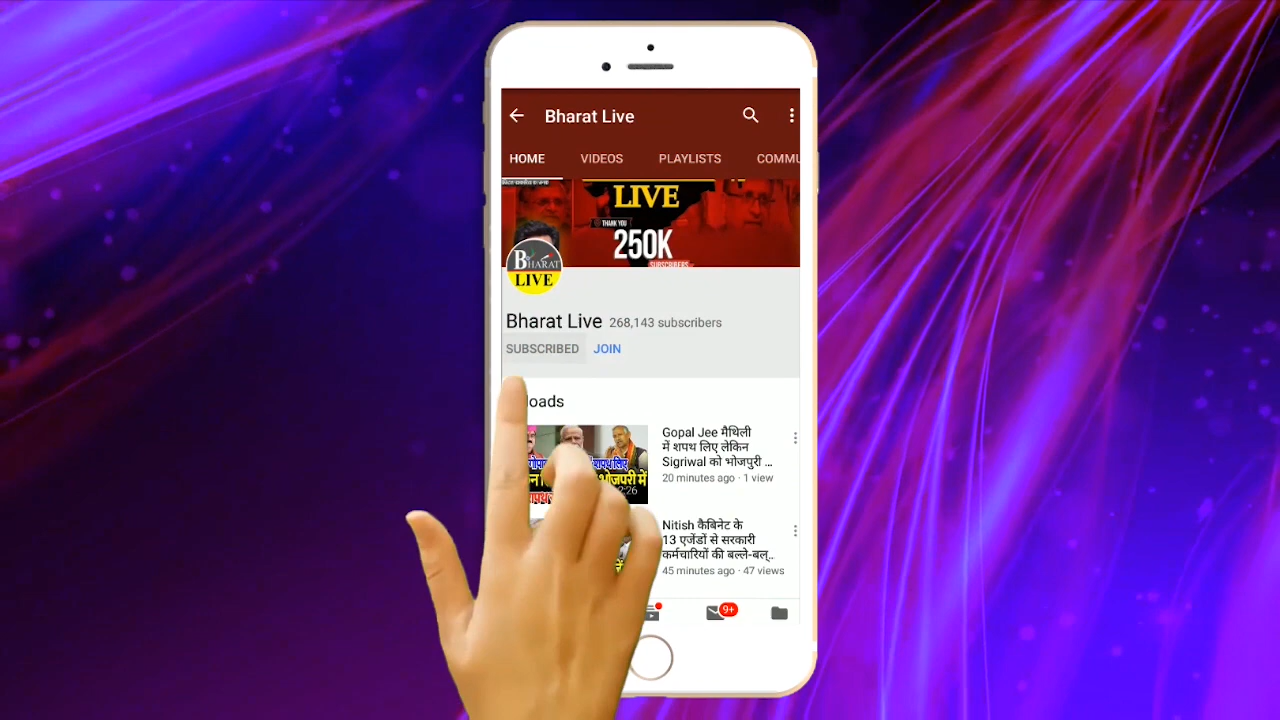 Bharat Live
HOME VIDEOS PLAYLISTS COMMU
LIVE
THANK YOU
250K
SUBSCRIBERS
BHARAT
LIVE
Bharat Live 268,143 subscribers
SUBSCRIBED JOIN
loads
Gopal Jee मैथिली
में शपथ लिए लेकिन
Sigriwal को भोजपुरी ...
20 minutes ago · 1 view
भोजपुरी में
2:26
Nitish कैबिनेट के
13 एजेंडों से सरकारी
कर्मचारियों की बल्ले-बल्..
45 minutes ago · 47 views
9+